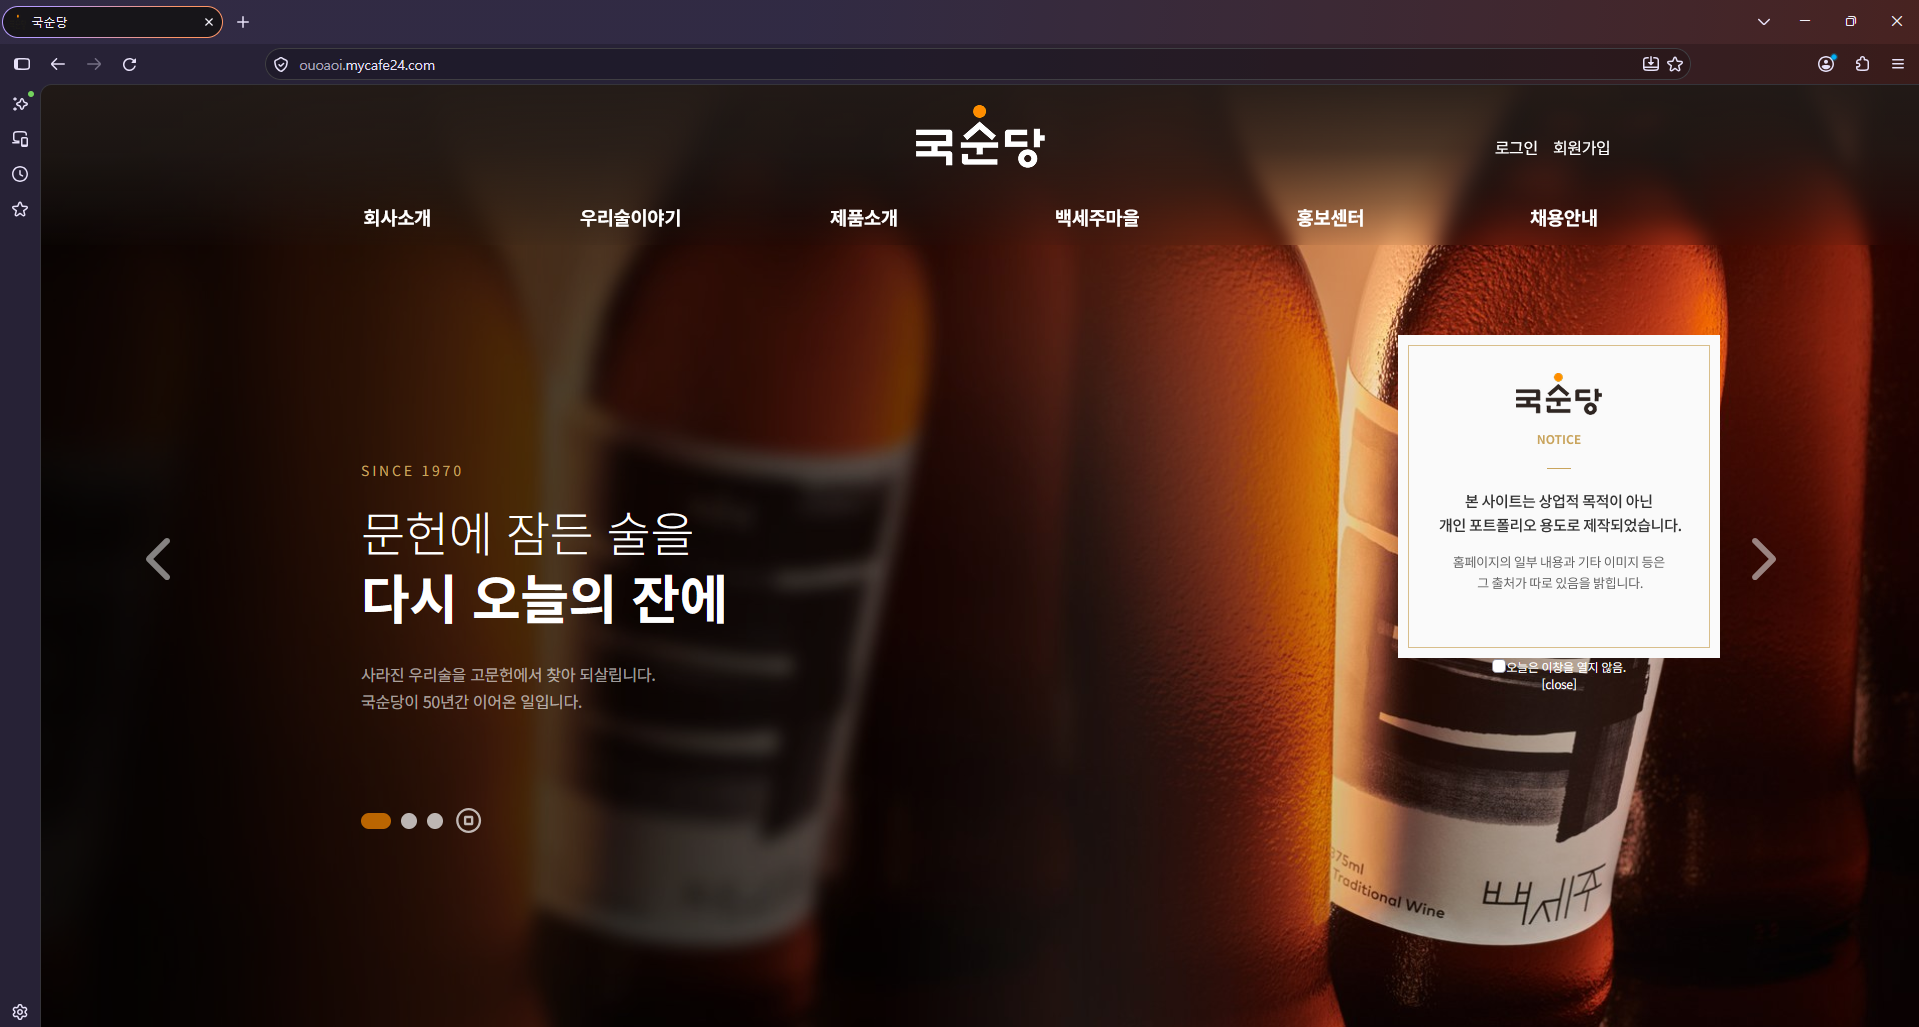 국순당
ouoaoi.mycafe24.com
국순당
로그인 회원가입
회사소개 우리술이야기 제품소개 백세주마을 홍보센터 채용안내
SINCE 1970
문헌에 잠든 술을
다시 오늘의 잔에
사라진 우리술을 고문헌에서 찾아 되살립니다.
국순당이 50년간 이어온 일입니다.
국순당
NOTICE
본 사이트는 상업적 목적이 아닌
개인 포트폴리오 용도로 제작되었습니다.
홈페이지의 일부 내용과 기타 이미지 등은
그 출처가 따로 있음을 밝힙니다.
오늘은 이창을 열지 않음.
[close]
375ml
Traditional Wine
백세주